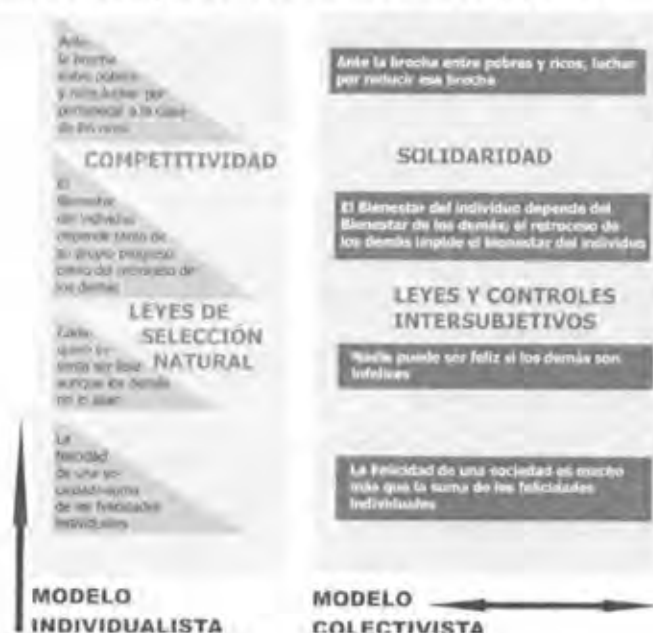 Ante
la brecha
entre pobres
y ricos, luchar por
pertenecer a la clase
de los ricos
COMPETITIVIDAD
El
Bienestar
del individuo
depende tanto de
su propio progreso
como del retroceso de
los demás
LEYES DE
SELECCIÓN
NATURAL
Cada
quien
ser feliz
aunque los demás
no lo sean
La
felicidad
de una
suma
de las felicidades
individuales
MODELO
INDIVIDUALISTA
Ante la brecha entre pobres y ricos, luchar
por reducir esa brecha
SOLIDARIDAD
El Bienestar del individuo depende del
Bienestar de los demás; el retroceso de
los demás impide el bienestar del individuo
LEYES Y CONTROLES
INTERSUBJETIVOS
Nadie puede ser feliz si los demás son
infelices
La Felicidad de una sociedad es mucho
más que la suma de las felicidades
individuales
MODELO
COLECTIVISTA